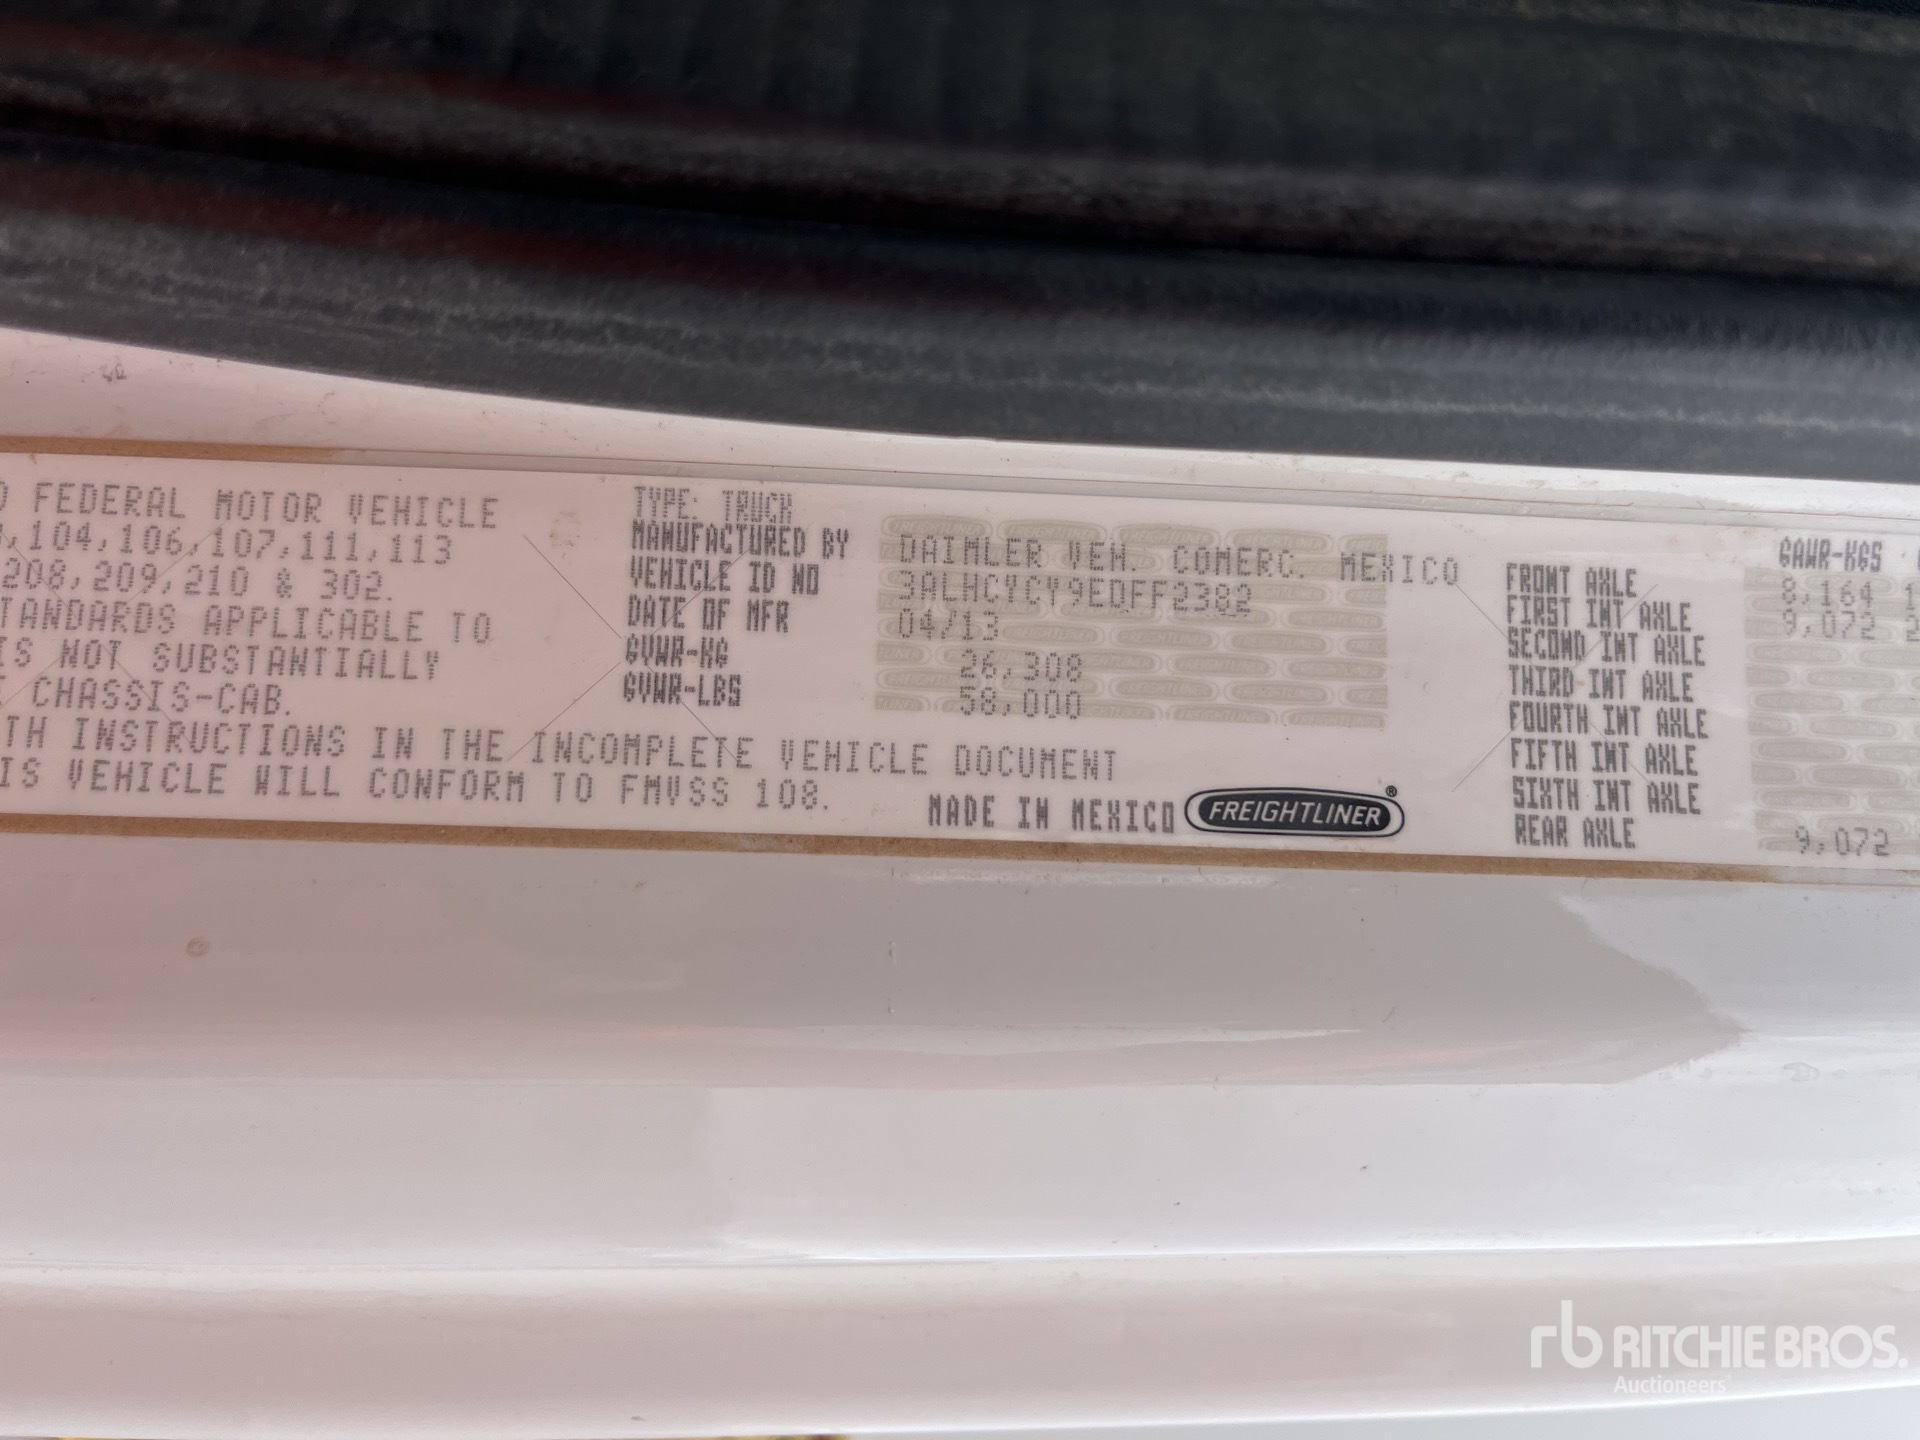 FEDERAL MOTOR VEHICLE
,104,106,107,111,113
208,209,210 & 302.
TANDARDS APPLICABLE TO
IS NOT SUBSTANTIALLY
CHASSIS-CAB.
TH INSTRUCTIONS IN THE INCOMPLETE VEHICLE DOCUMENT
IS VEHICLE WILL CONFORM TO FMVSS 108.
TYPE: TRUCK
MANUFACTURED BY DAIMLER VEH. COMERC. MEXICO
VEHICLE ID NO 3ALHCYCY9EDFF2382
DATE OF MFR 04/13
GVWR-KG 26,308
GVWR-LBS 58,000
MADE IN MEXICO FREIGHTLINER®
GAWR-KGS
FRONT AXLE 8,164 1
FIRST INT AXLE 9,072 2
SECOND INT AXLE
THIRD INT AXLE
FOURTH INT AXLE
FIFTH INT AXLE
SIXTH INT AXLE
REAR AXLE 9,072
rb RITCHIE BROS.
Auctioneers